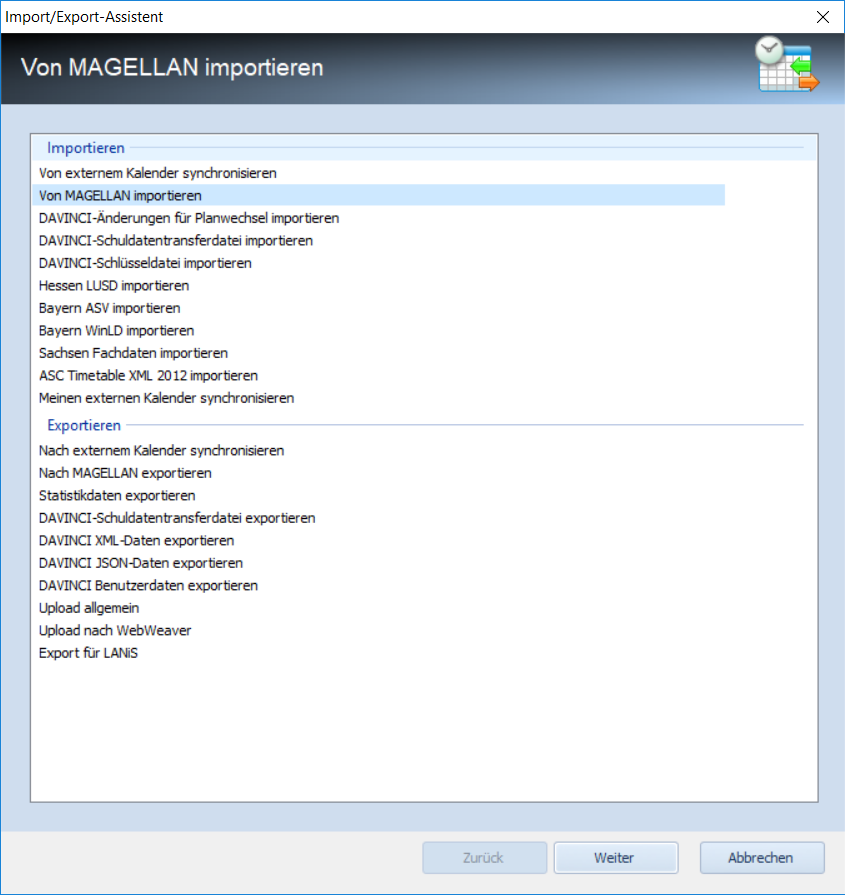 Import/Export-Assistent
Von MAGELLAN importieren
Importieren
Von externem Kalender synchronisieren
Von MAGELLAN importieren
DAVINCI-Änderungen für Planwechsel importieren
DAVINCI-Schuldatentransferdatei importieren
DAVINCI-Schlüsseldatei importieren
Hessen LUSD importieren
Bayern ASV importieren
Bayern WinLD importieren
Sachsen Fachdaten importieren
ASC Timetable XML 2012 importieren
Meinen externen Kalender synchronisieren
Exportieren
Nach externem Kalender synchronisieren
Nach MAGELLAN exportieren
Statistikdaten exportieren
DAVINCI-Schuldatentransferdatei exportieren
DAVINCI XML-Daten exportieren
DAVINCI JSON-Daten exportieren
DAVINCI Benutzerdaten exportieren
Upload allgemein
Upload nach WebWeaver
Export für LANiS
Zurück Weiter Abbrechen